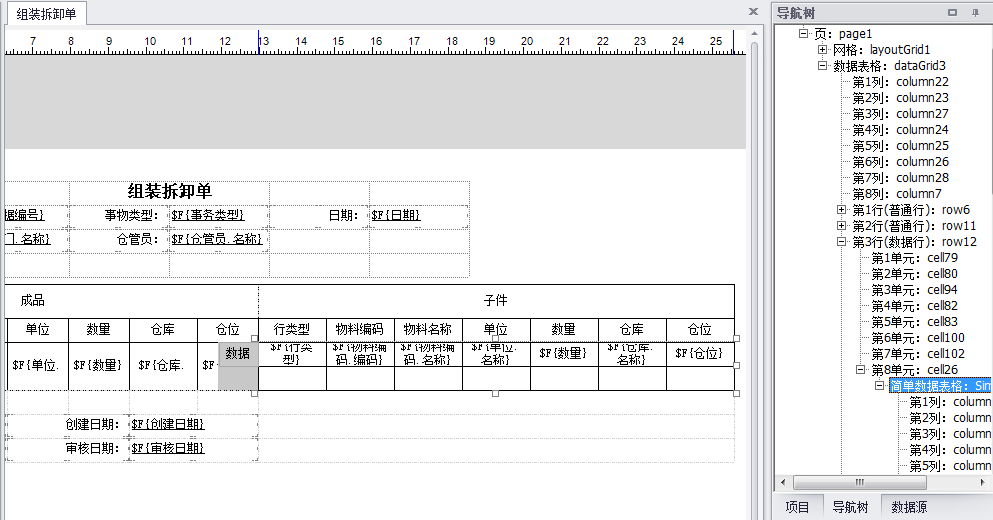 组装拆卸单
7 8 9 10 11 12 13 14 15 16 17 18 19 20 21 22 23 24 25
组装拆卸单
据编号} 事物类型: $F{事务类型} 日期: $F{日期}
门.名称} 仓管员: $F{仓管员.名称}
成品 子件
单位 数量 仓库 仓位 行类型 物料编码 物料名称 单位 数量 仓库 仓位
$F{单位. $F{数量} $F{仓库. $F 数据 $F{行类型} $F{物料编码.编码} $F{物料编码.名称} $F{单位.名称} $F{数量} $F{仓库.名称} $F{仓位}
创建日期: $F{创建日期}
审核日期: $F{审核日期}
导航树
页: page1
网格: layoutGrid1
数据表格: dataGrid3
第1列: column22
第2列: column23
第3列: column27
第4列: column24
第5列: column25
第6列: column26
第7列: column28
第8列: column7
第1行(普通行): row6
第2行(普通行): row11
第3行(数据行): row12
第1单元: cell79
第2单元: cell80
第3单元: cell94
第4单元: cell82
第5单元: cell83
第6单元: cell100
第7单元: cell102
第8单元: cell26
简单数据表格: Sim
第1列: column
第2列: column
第3列: column
第4列: column
第5列: column
项目 导航树 数据源